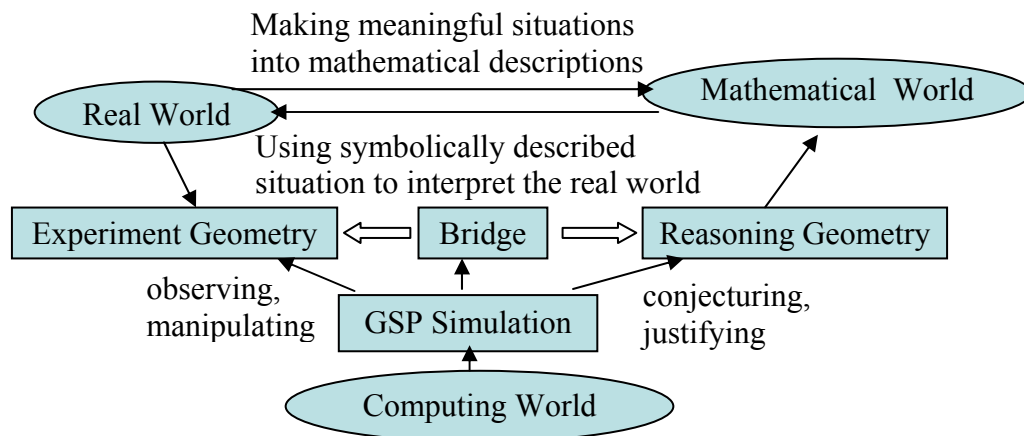 Making meaningful situations
into mathematical descriptions
Real World
Mathematical World
Using symbolically described
situation to interpret the real world
Experiment Geometry
Bridge
Reasoning Geometry
observing,
manipulating
GSP Simulation
conjecturing,
justifying
Computing World